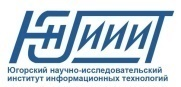 ЮНИИИТ
Югорский научно-исследовательский
институт информационных технологий